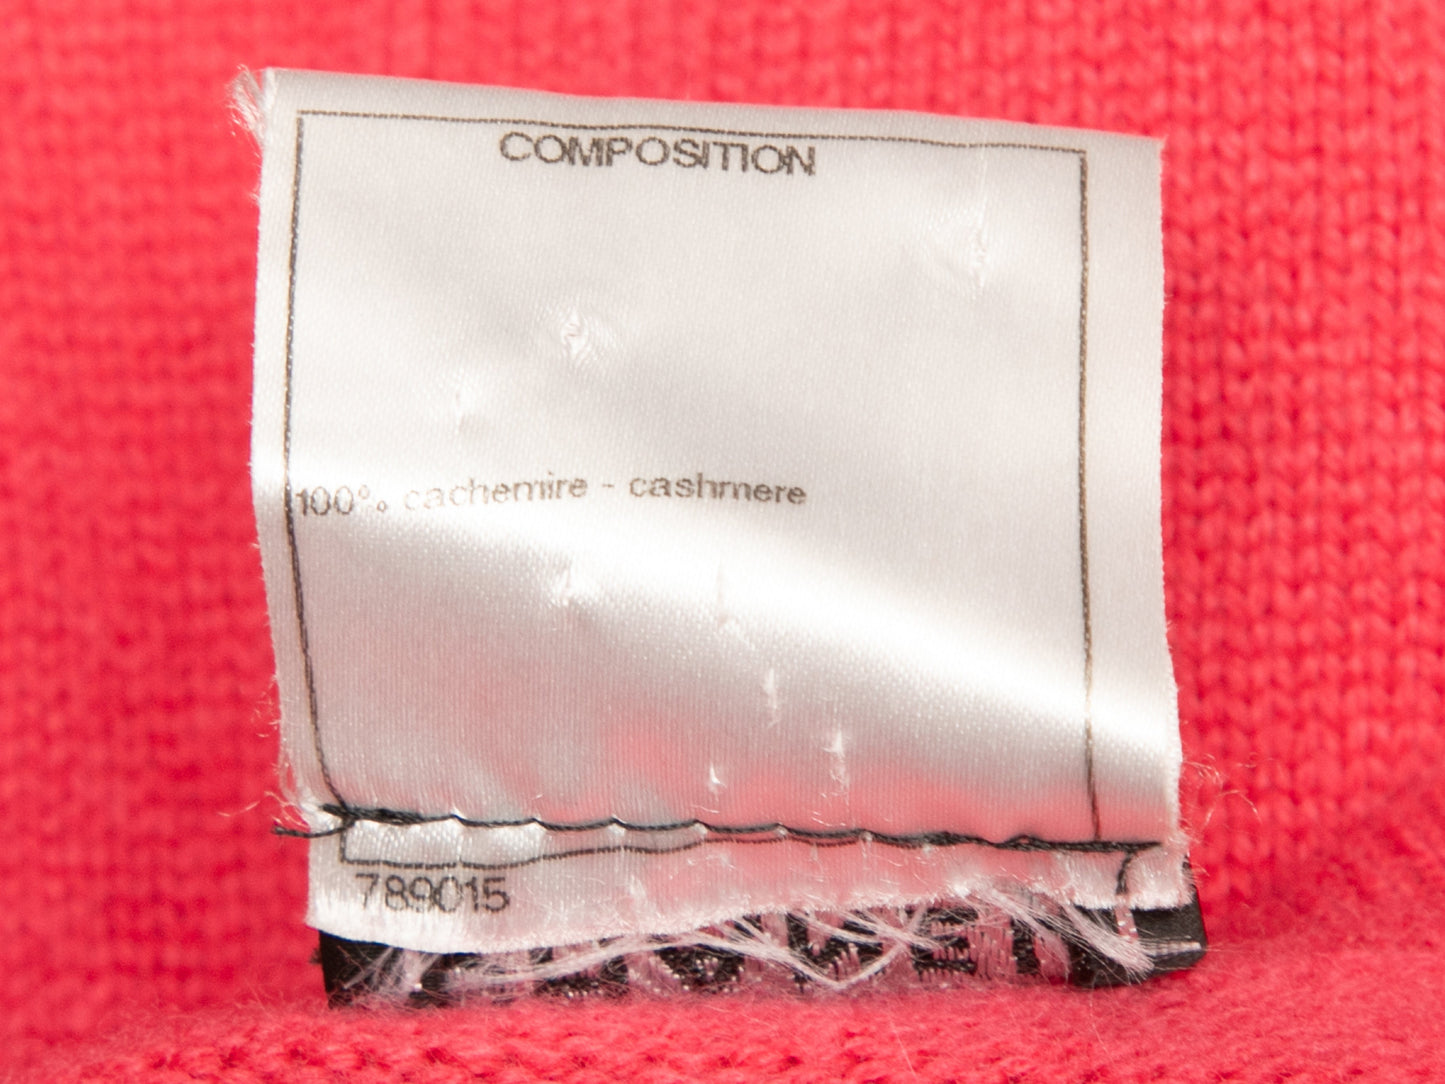 COMPOSITION
100% cachemire - cashmere
789015